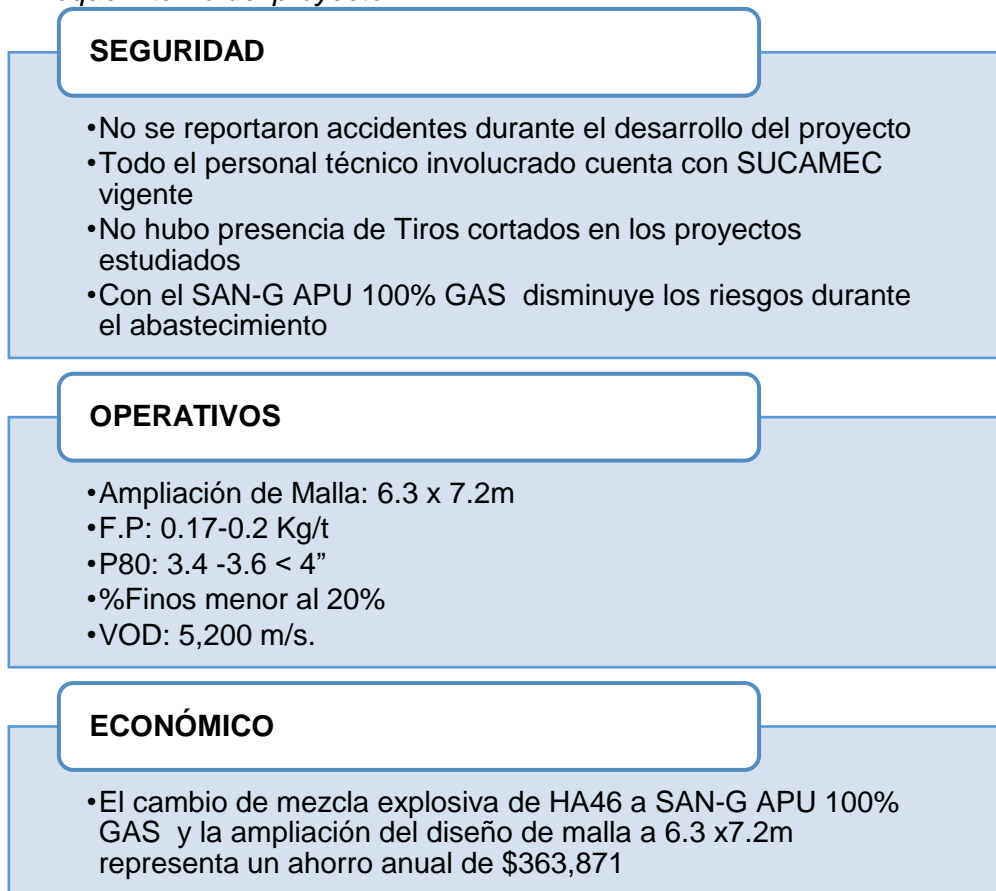 SEGURIDAD
•No se reportaron accidentes durante el desarrollo del proyecto
•Todo el personal técnico involucrado cuenta con SUCAMEC
vigente
•No hubo presencia de Tiros cortados en los proyectos
estudiados
•Con el SAN-G APU 100% GAS disminuye los riesgos durante
el abastecimiento
OPERATIVOS
•Ampliación de Malla: 6.3 x 7.2m
•F.P: 0.17-0.2 Kg/t
•P80: 3.4 -3.6 < 4”
•%Finos menor al 20%
•VOD: 5,200 m/s.
ECONÓMICO
•El cambio de mezcla explosiva de HA46 a SAN-G APU 100%
GAS y la ampliación del diseño de malla a 6.3 x7.2m
representa un ahorro anual de $363,871